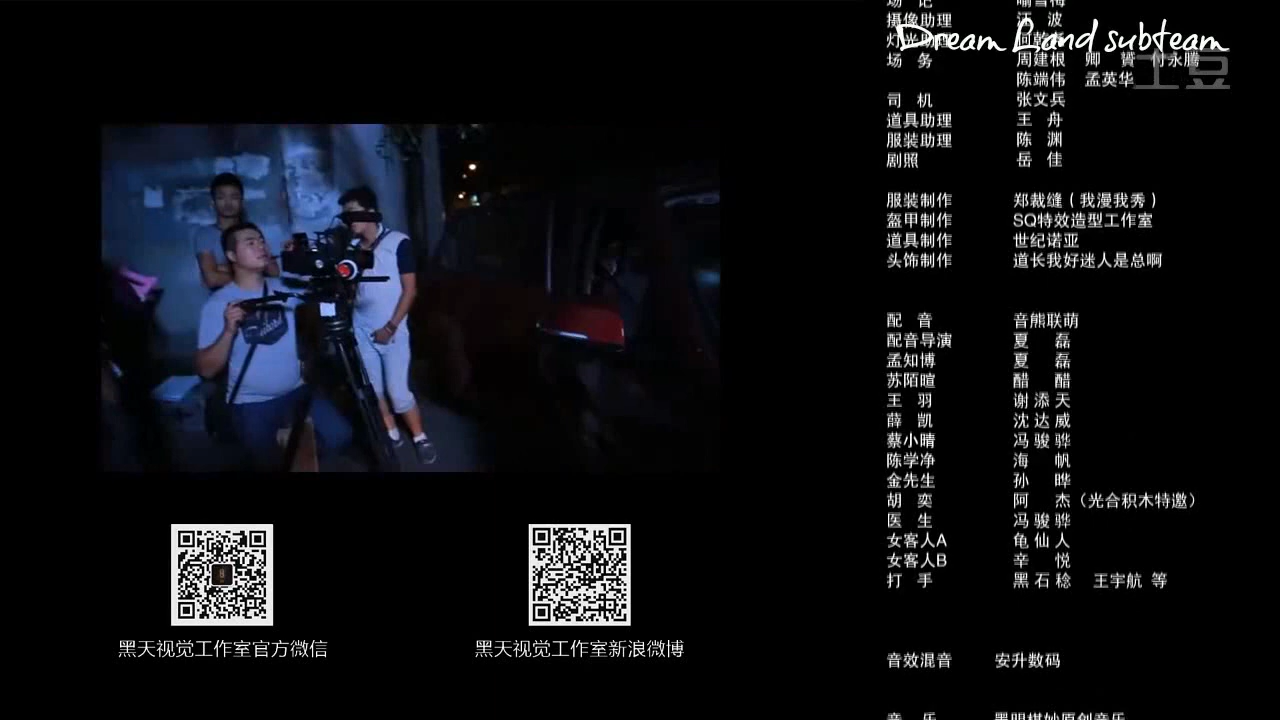 Dream Land subteam
土豆
摄像助理 汪 波
场 务 周建根 卿 贇 付永腾
陈端伟 孟英华
司 机 张文兵
道具助理 王 舟
服装助理 陈 渊
剧照 岳 佳
服装制作 郑裁缝（我漫我秀）
盔甲制作 SQ特效造型工作室
道具制作 世纪诺亚
头饰制作 道长我好迷人是总啊
配 音 音熊联萌
配音导演 夏 磊
孟知博 夏 磊
苏陌暄 醋 醋
王 羽 谢添天
薛 凯 沈达威
蔡小晴 冯骏骅
陈学净 海 帆
金先生 孙 晔
胡 奕 阿 杰（光合积木特邀）
医 生 冯骏骅
女客人A 龟仙人
女客人B 辛 悦
打 手 黑石稔 王宇航 等
音效混音 安升数码
黑天视觉工作室官方微信
黑天视觉工作室新浪微博